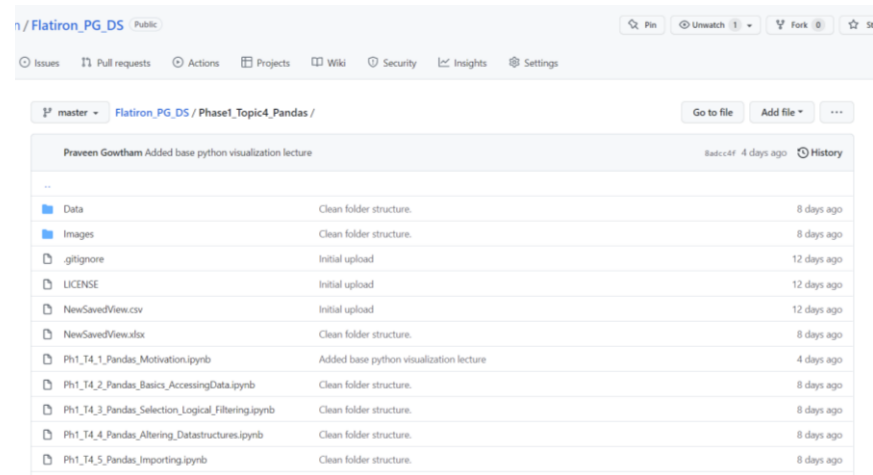 n / Flatiron_PG_DS Public
Pin Unwatch 1 Fork 0 St
Issues Pull requests Actions Projects Wiki Security Insights Settings
master Flatiron_PG_DS / Phase1_Topic4_Pandas / Go to file Add file ...
Praveen Gowtham Added base python visualization lecture 8adcc4f 4 days ago History
..
Data Clean folder structure. 8 days ago
Images Clean folder structure. 8 days ago
.gitignore Initial upload 12 days ago
LICENSE Initial upload 12 days ago
NewSavedView.csv Initial upload 12 days ago
NewSavedView.xlsx Clean folder structure. 8 days ago
Ph1_T4_1_Pandas_Motivation.ipynb Added base python visualization lecture 4 days ago
Ph1_T4_2_Pandas_Basics_AccessingData.ipynb Clean folder structure. 8 days ago
Ph1_T4_3_Pandas_Selection_Logical_Filtering.ipynb Clean folder structure. 8 days ago
Ph1_T4_4_Pandas_Altering_Datastructures.ipynb Clean folder structure. 8 days ago
Ph1_T4_5_Pandas_Importing.ipynb Clean folder structure. 8 days ago